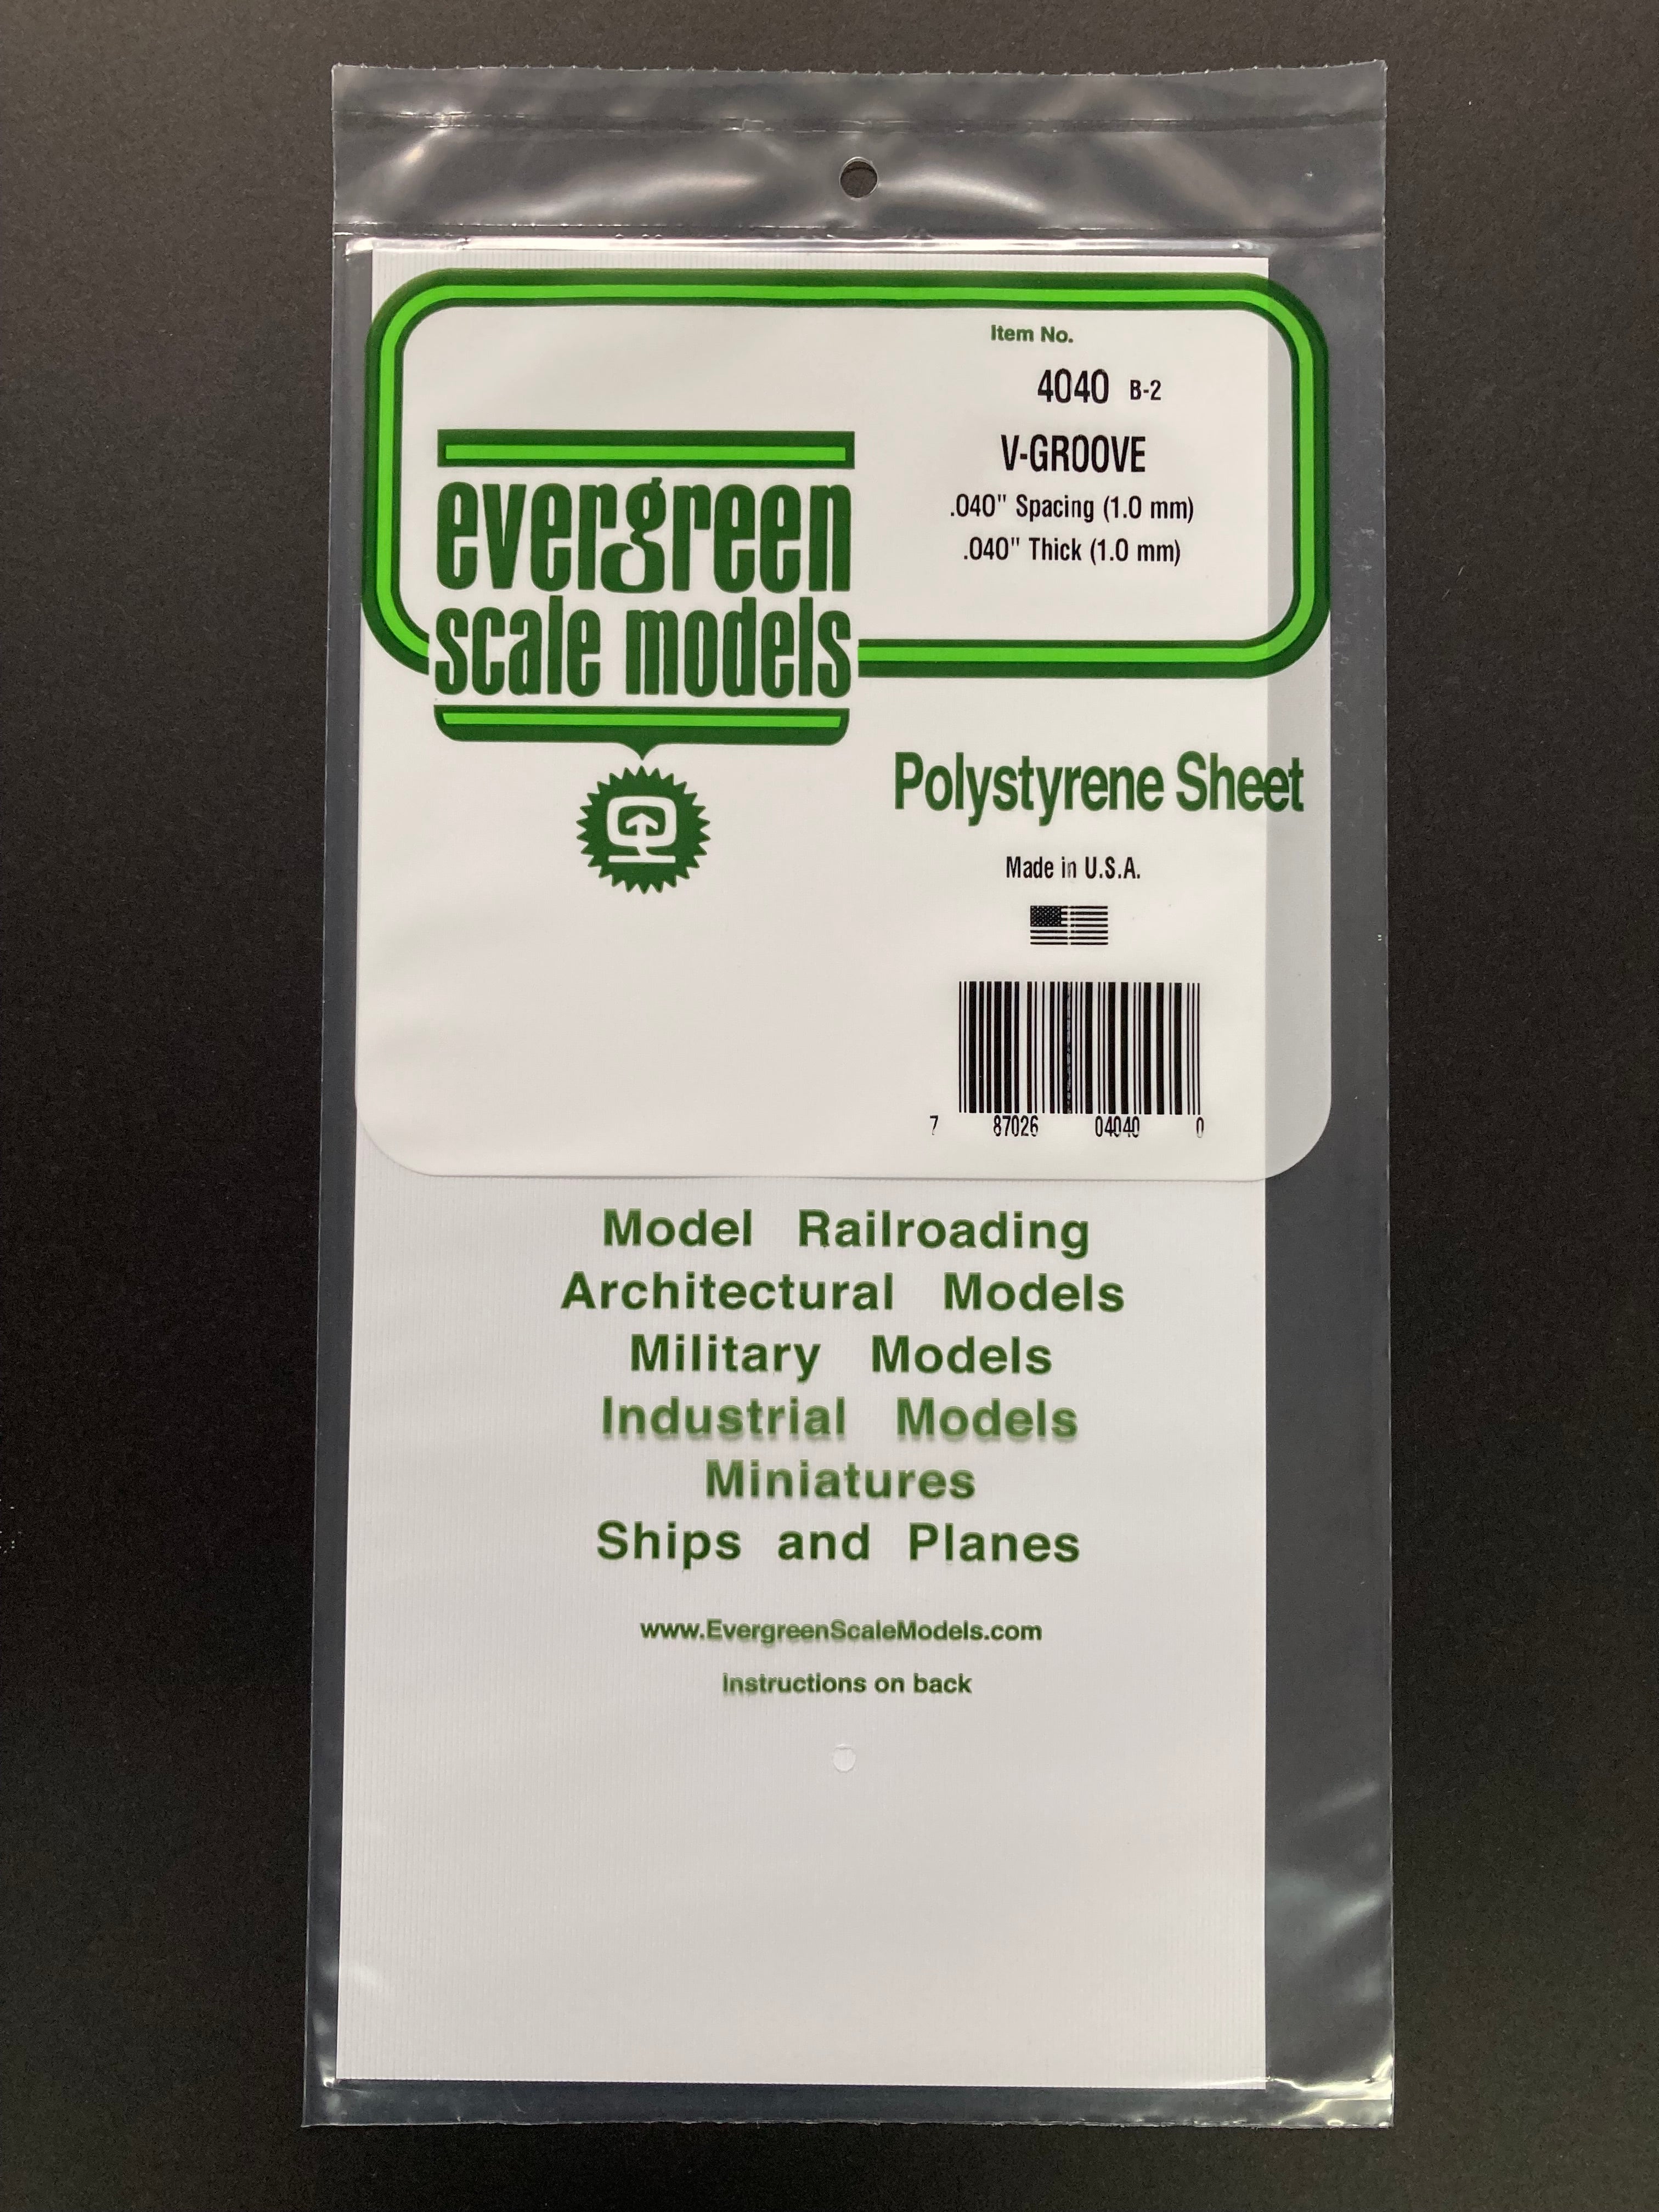 Item No.
4040 B-2
V-GROOVE
.040" Spacing (1.0 mm)
.040" Thick (1.0 mm)
evergreen
scale models
Polystyrene Sheet
Made in U.S.A.
7 87026 04040 0
Model Railroading
Architectural Models
Military Models
Industrial Models
Miniatures
Ships and Planes
www.EvergreenScaleModels.com
Instructions on back